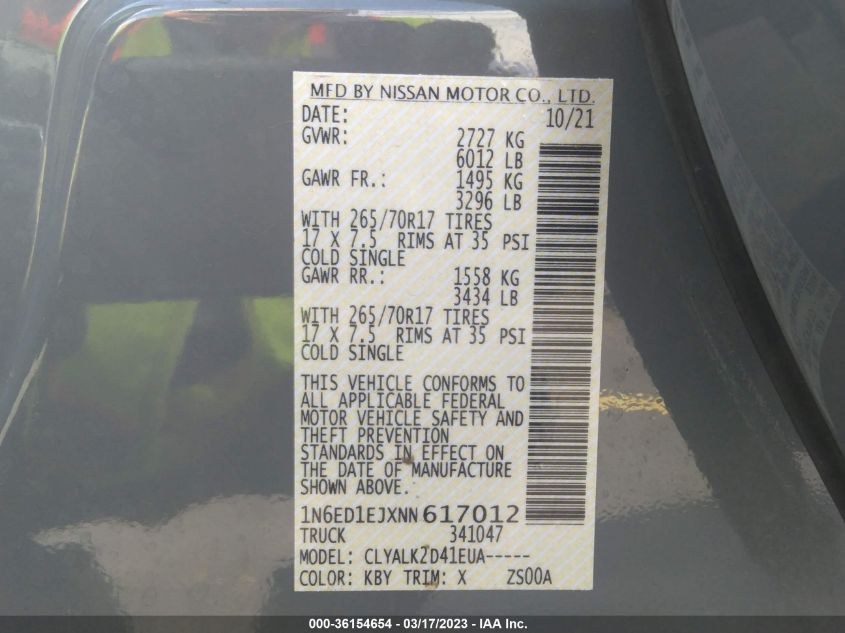 MFD BY NISSAN MOTOR CO., LTD.
DATE: 10/21
GVWR: 2727 KG
6012 LB
GAWR FR.: 1495 KG
3296 LB
WITH 265/70R17 TIRES
17 X 7.5 RIMS AT 35 PSI
COLD SINGLE
GAWR RR.: 1558 KG
3434 LB
WITH 265/70R17 TIRES
17 X 7.5 RIMS AT 35 PSI
COLD SINGLE
THIS VEHICLE CONFORMS TO
ALL APPLICABLE FEDERAL
MOTOR VEHICLE SAFETY AND
THEFT PREVENTION
STANDARDS IN EFFECT ON
THE DATE OF MANUFACTURE
SHOWN ABOVE.
1N6ED1EJXNN617012
TRUCK 341047
MODEL: CLYALK2D41EUA-----
COLOR: KBY TRIM: X ZS00A
000-36154654 - 03/17/2023 - IAA Inc.